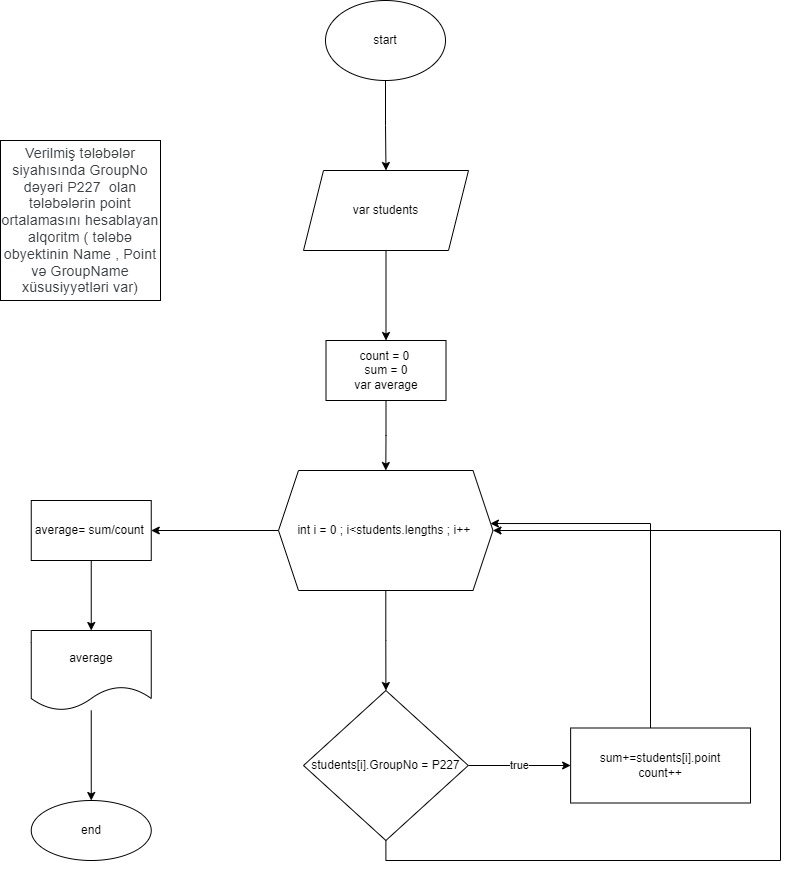 start
Verilmiş tələbələr
siyahısında GroupNo
dəyəri P227 olan
tələbələrin point
ortalamasını hesablayan
alqoritm ( tələbə
obyektinin Name , Point
və GroupName
xüsusiyyətləri var)
var students
count = 0
sum = 0
var average
int i = 0 ; i<students.lengths ; i++
average= sum/count
average
students[i].GroupNo = P227
true
sum+=students[i].point
count++
end